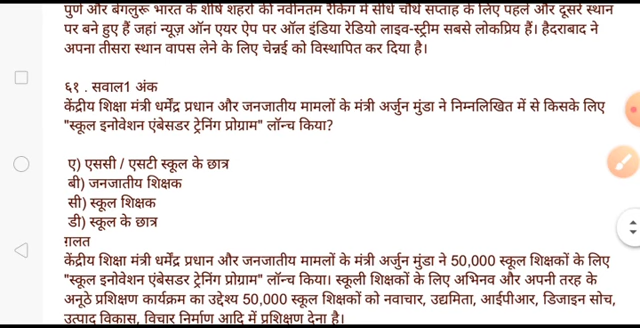 पुणे और बेंगलुरू भारत के शीर्ष शहरों की नवीनतम रैंकिंग में सीधे चौथे सप्ताह के लिए पहले और दूसरे स्थान
पर बने हुए हैं जहां न्यूज़ ऑन एयर ऐप पर ऑल इंडिया रेडियो लाइव-स्ट्रीम सबसे लोकप्रिय हैं। हैदराबाद ने
अपना तीसरा स्थान वापस लेने के लिए चेन्नई को विस्थापित कर दिया है।
६१ . सवाल1 अंक
केंद्रीय शिक्षा मंत्री धर्मेंद्र प्रधान और जनजातीय मामलों के मंत्री अर्जुन मुंडा ने निम्नलिखित में से किसके लिए
"स्कूल इनोवेशन एंबेसडर ट्रेनिंग प्रोग्राम" लॉन्च किया?
ए) एससी / एसटी स्कूल के छात्र
बी) जनजातीय शिक्षक
सी) स्कूल शिक्षक
डी) स्कूल के छात्र
ग़लत
केंद्रीय शिक्षा मंत्री धर्मेंद्र प्रधान और जनजातीय मामलों के मंत्री अर्जुन मुंडा ने 50,000 स्कूल शिक्षकों के लिए
"स्कूल इनोवेशन एंबेसडर ट्रेनिंग प्रोग्राम" लॉन्च किया। स्कूली शिक्षकों के लिए अभिनव और अपनी तरह के
अनूठे प्रशिक्षण कार्यक्रम का उद्देश्य 50,000 स्कूल शिक्षकों को नवाचार, उद्यमिता, आईपीआर, डिजाइन सोच,
उत्पाद विकास, विचार निर्माण आदि में प्रशिक्षण देना है।